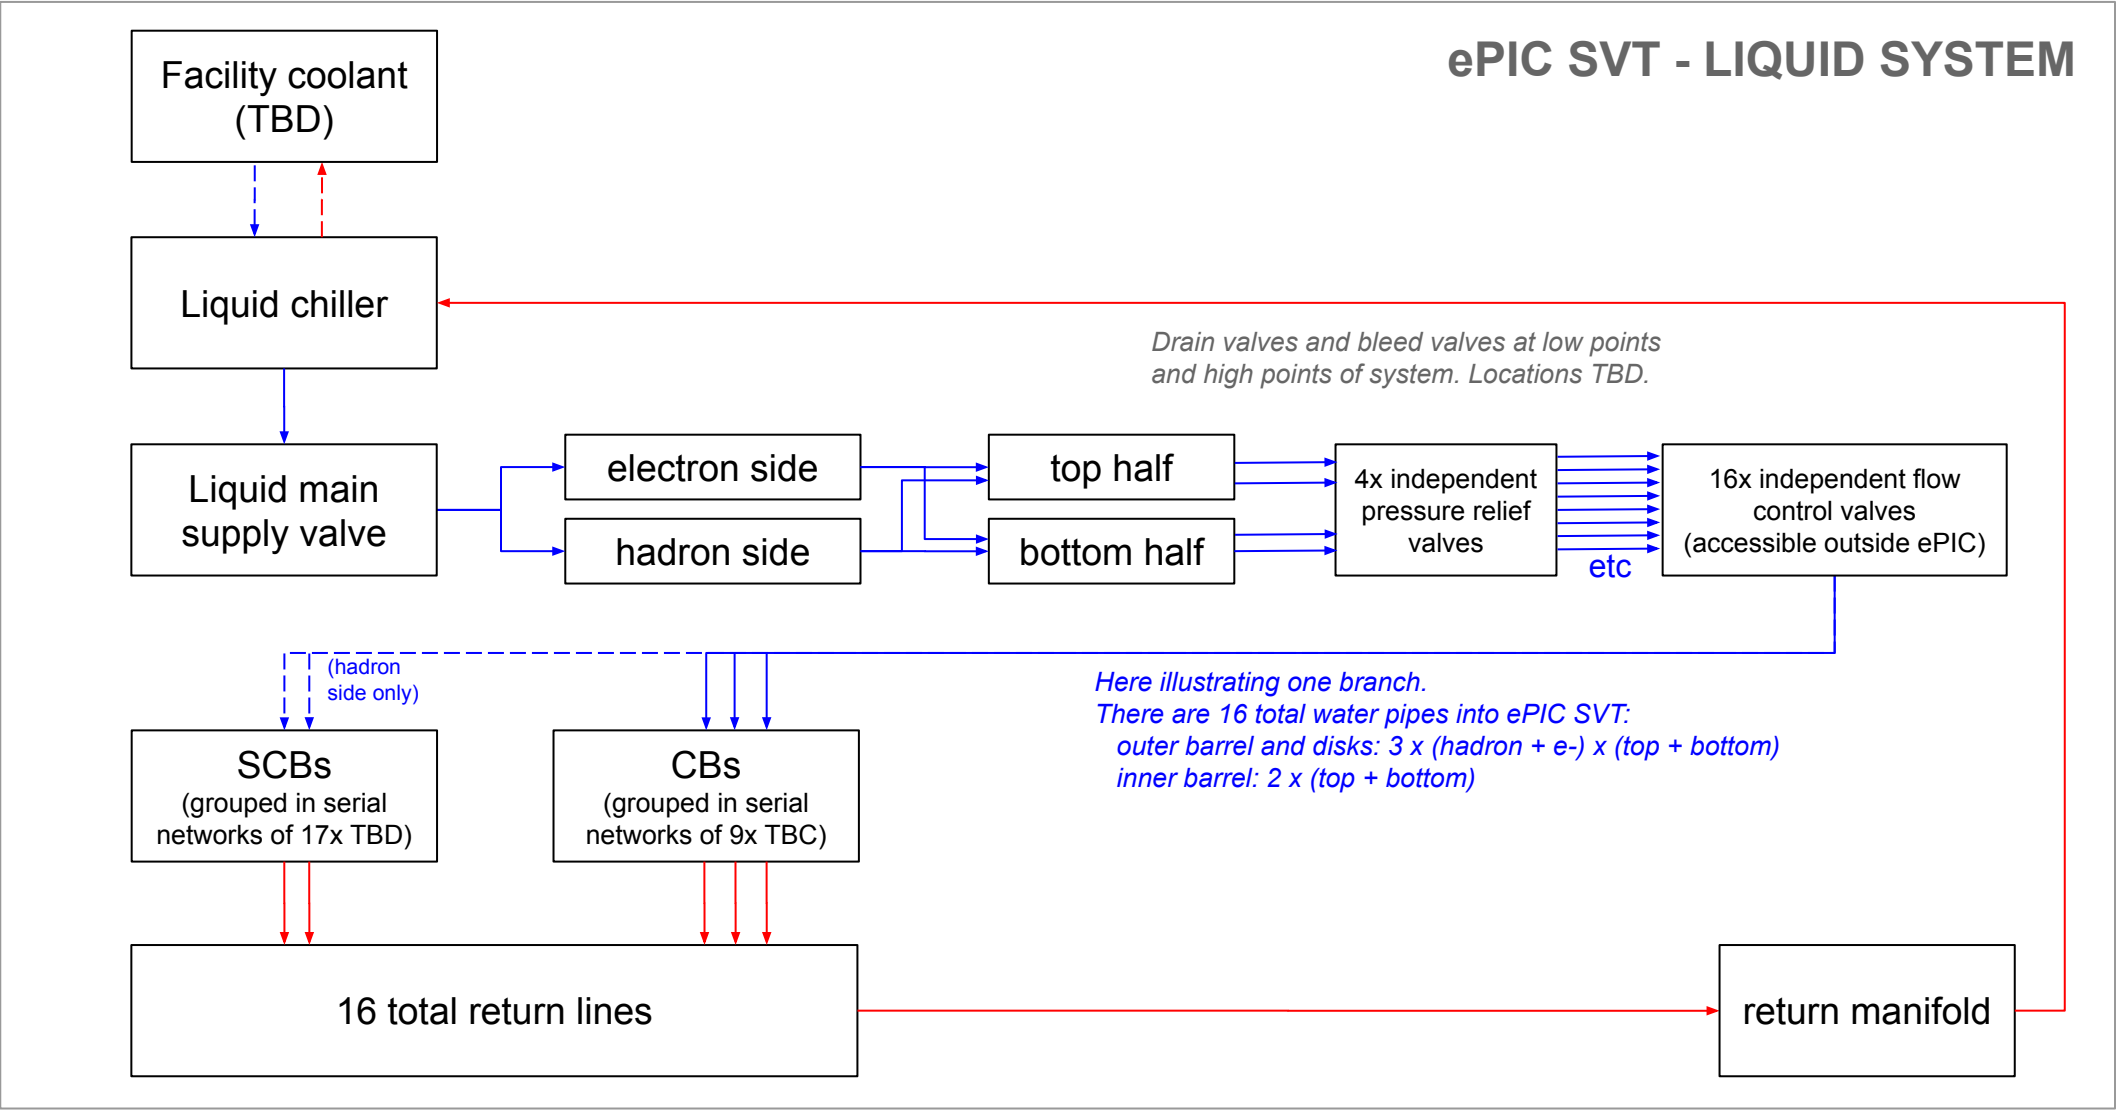 ePIC SVT - LIQUID SYSTEM
Facility coolant
(TBD)
Liquid chiller
Drain valves and bleed valves at low points
and high points of system. Locations TBD.
Liquid main
supply valve
electron side
hadron side
top half
bottom half
4x independent
pressure relief
valves
etc
16x independent flow
control valves
(accessible outside ePIC)
(hadron
side only)
Here illustrating one branch.
There are 16 total water pipes into ePIC SVT:
outer barrel and disks: 3 x (hadron + e-) x (top + bottom)
inner barrel: 2 x (top + bottom)
SCBs
(grouped in serial
networks of 17x TBD)
CBs
(grouped in serial
networks of 9x TBC)
16 total return lines
return manifold